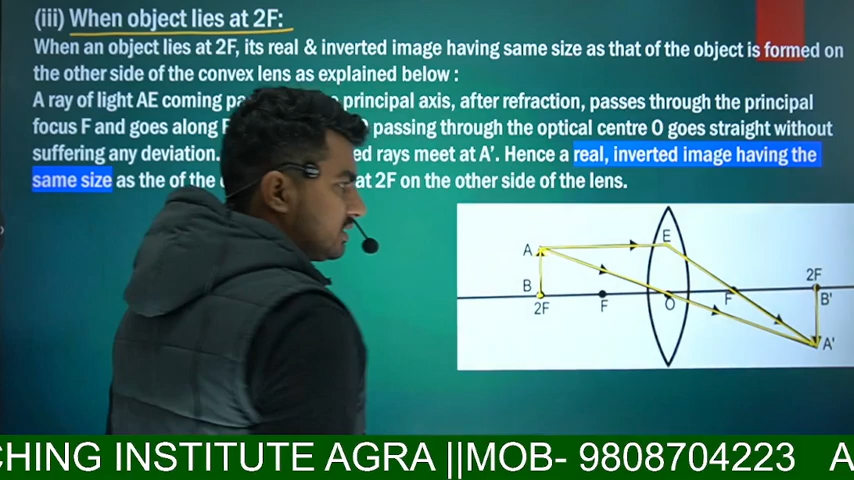 (iii) When object lies at 2F:
When an object lies at 2F, its real & inverted image having same size as that of the object is formed on
the other side of the convex lens as explained below :
A ray of light AE coming principal axis, after refraction, passes through the principal
focus F and goes along passing through the optical centre O goes straight without
suffering any deviation. rays meet at A'. Hence a real, inverted image having the
same size as the of the at 2F on the other side of the lens.
A
E
2F
B
F
O
F
B'
2F
A'
CHING INSTITUTE AGRA ||MOB- 9808704223 A